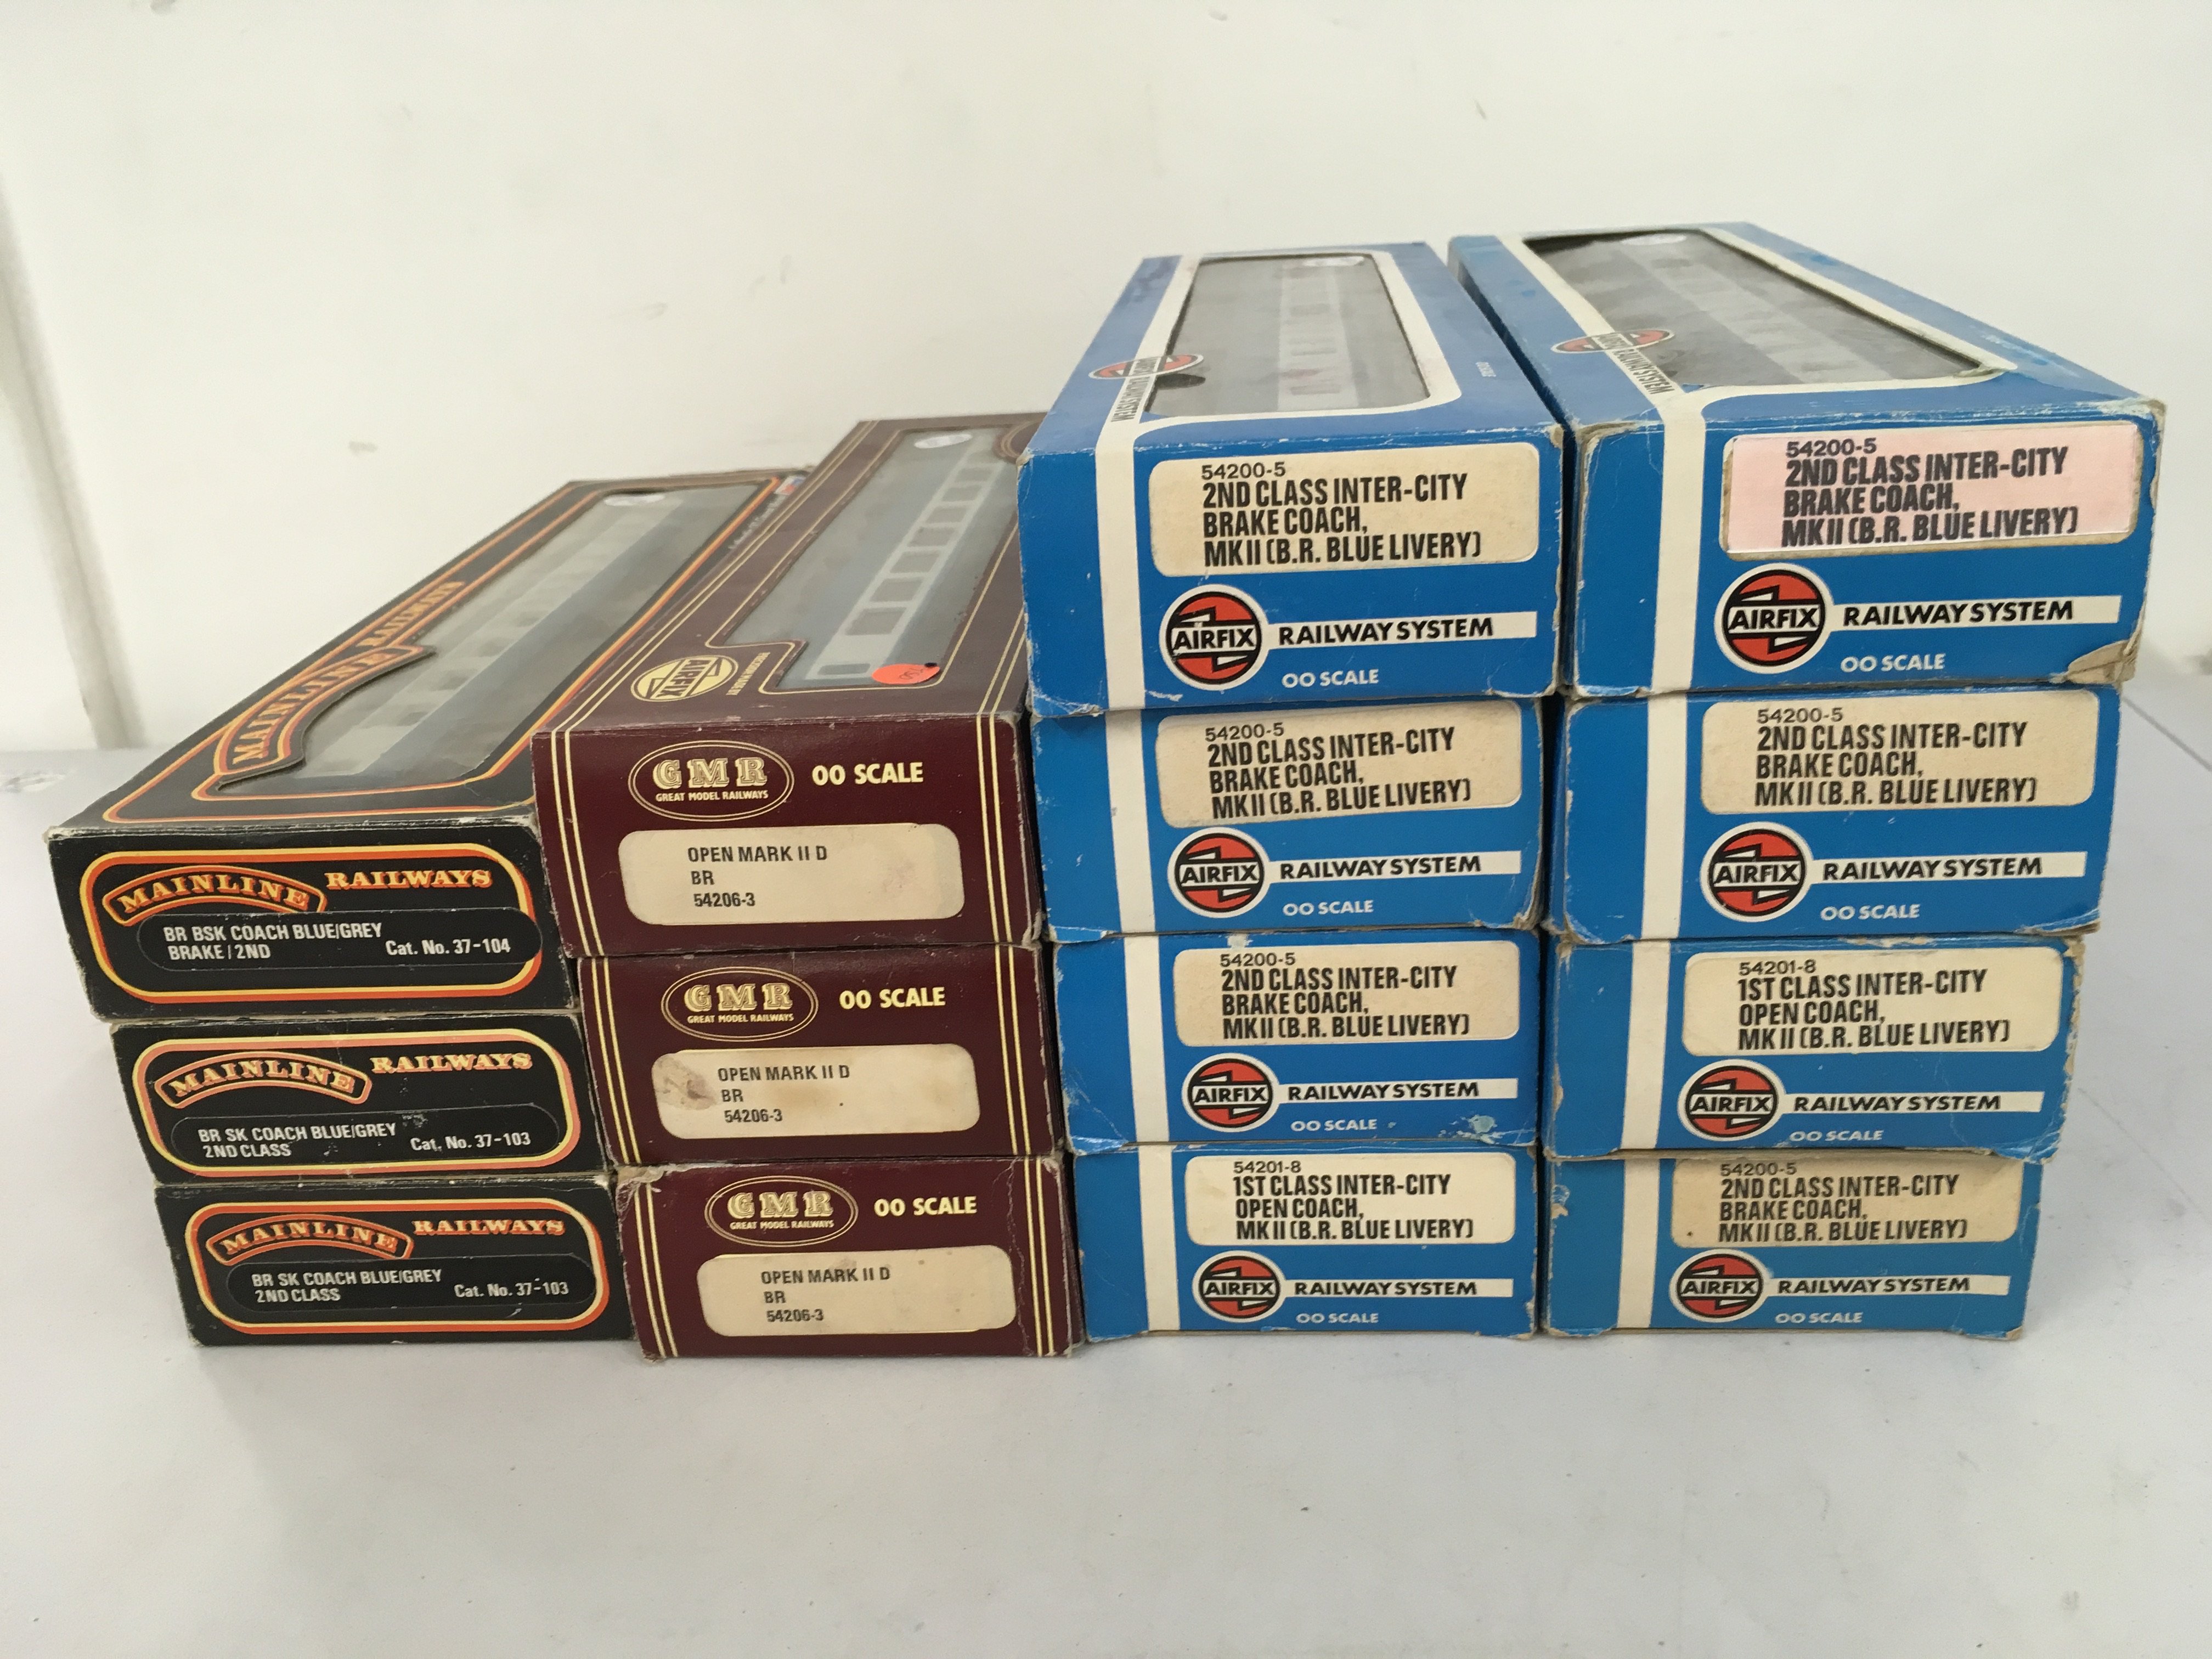 MAINLINE RAILWAYS
BR BSK COACH BLUE/GREY
BRAKE / 2ND Cat. No. 37-104
MAINLINE RAILWAYS
BR SK COACH BLUE/GREY
2ND CLASS Cat. No. 37-103
MAINLINE RAILWAYS
BR SK COACH BLUE/GREY
2ND CLASS Cat. No. 37-103
MAINLINE RAILWAYS
AIRFIX
GMR OO SCALE
GREAT MODEL RAILWAYS
OPEN MARK II D
BR
54206-3
GMR OO SCALE
GREAT MODEL RAILWAYS
OPEN MARK II D
BR
54206-3
GMR OO SCALE
GREAT MODEL RAILWAYS
OPEN MARK II D
BR
54206-3
54200-5
2ND CLASS INTER-CITY
BRAKE COACH,
MK II (B.R. BLUE LIVERY)
AIRFIX RAILWAY SYSTEM
OO SCALE
54200-5
2ND CLASS INTER-CITY
BRAKE COACH,
MK II (B.R. BLUE LIVERY)
AIRFIX RAILWAY SYSTEM
OO SCALE
54200-5
2ND CLASS INTER-CITY
BRAKE COACH,
MK II (B.R. BLUE LIVERY)
AIRFIX RAILWAY SYSTEM
OO SCALE
54201-8
1ST CLASS INTER-CITY
OPEN COACH,
MK II (B.R. BLUE LIVERY)
AIRFIX RAILWAY SYSTEM
OO SCALE
RAILWAY SYSTEM
54200-5
2ND CLASS INTER-CITY
BRAKE COACH,
MK II (B.R. BLUE LIVERY)
AIRFIX RAILWAY SYSTEM
OO SCALE
54200-5
2ND CLASS INTER-CITY
BRAKE COACH,
MK II (B.R. BLUE LIVERY)
AIRFIX RAILWAY SYSTEM
OO SCALE
54201-8
1ST CLASS INTER-CITY
OPEN COACH,
MK II (B.R. BLUE LIVERY)
AIRFIX RAILWAY SYSTEM
OO SCALE
54200-5
2ND CLASS INTER-CITY
BRAKE COACH,
MK II (B.R. BLUE LIVERY)
AIRFIX RAILWAY SYSTEM
OO SCALE